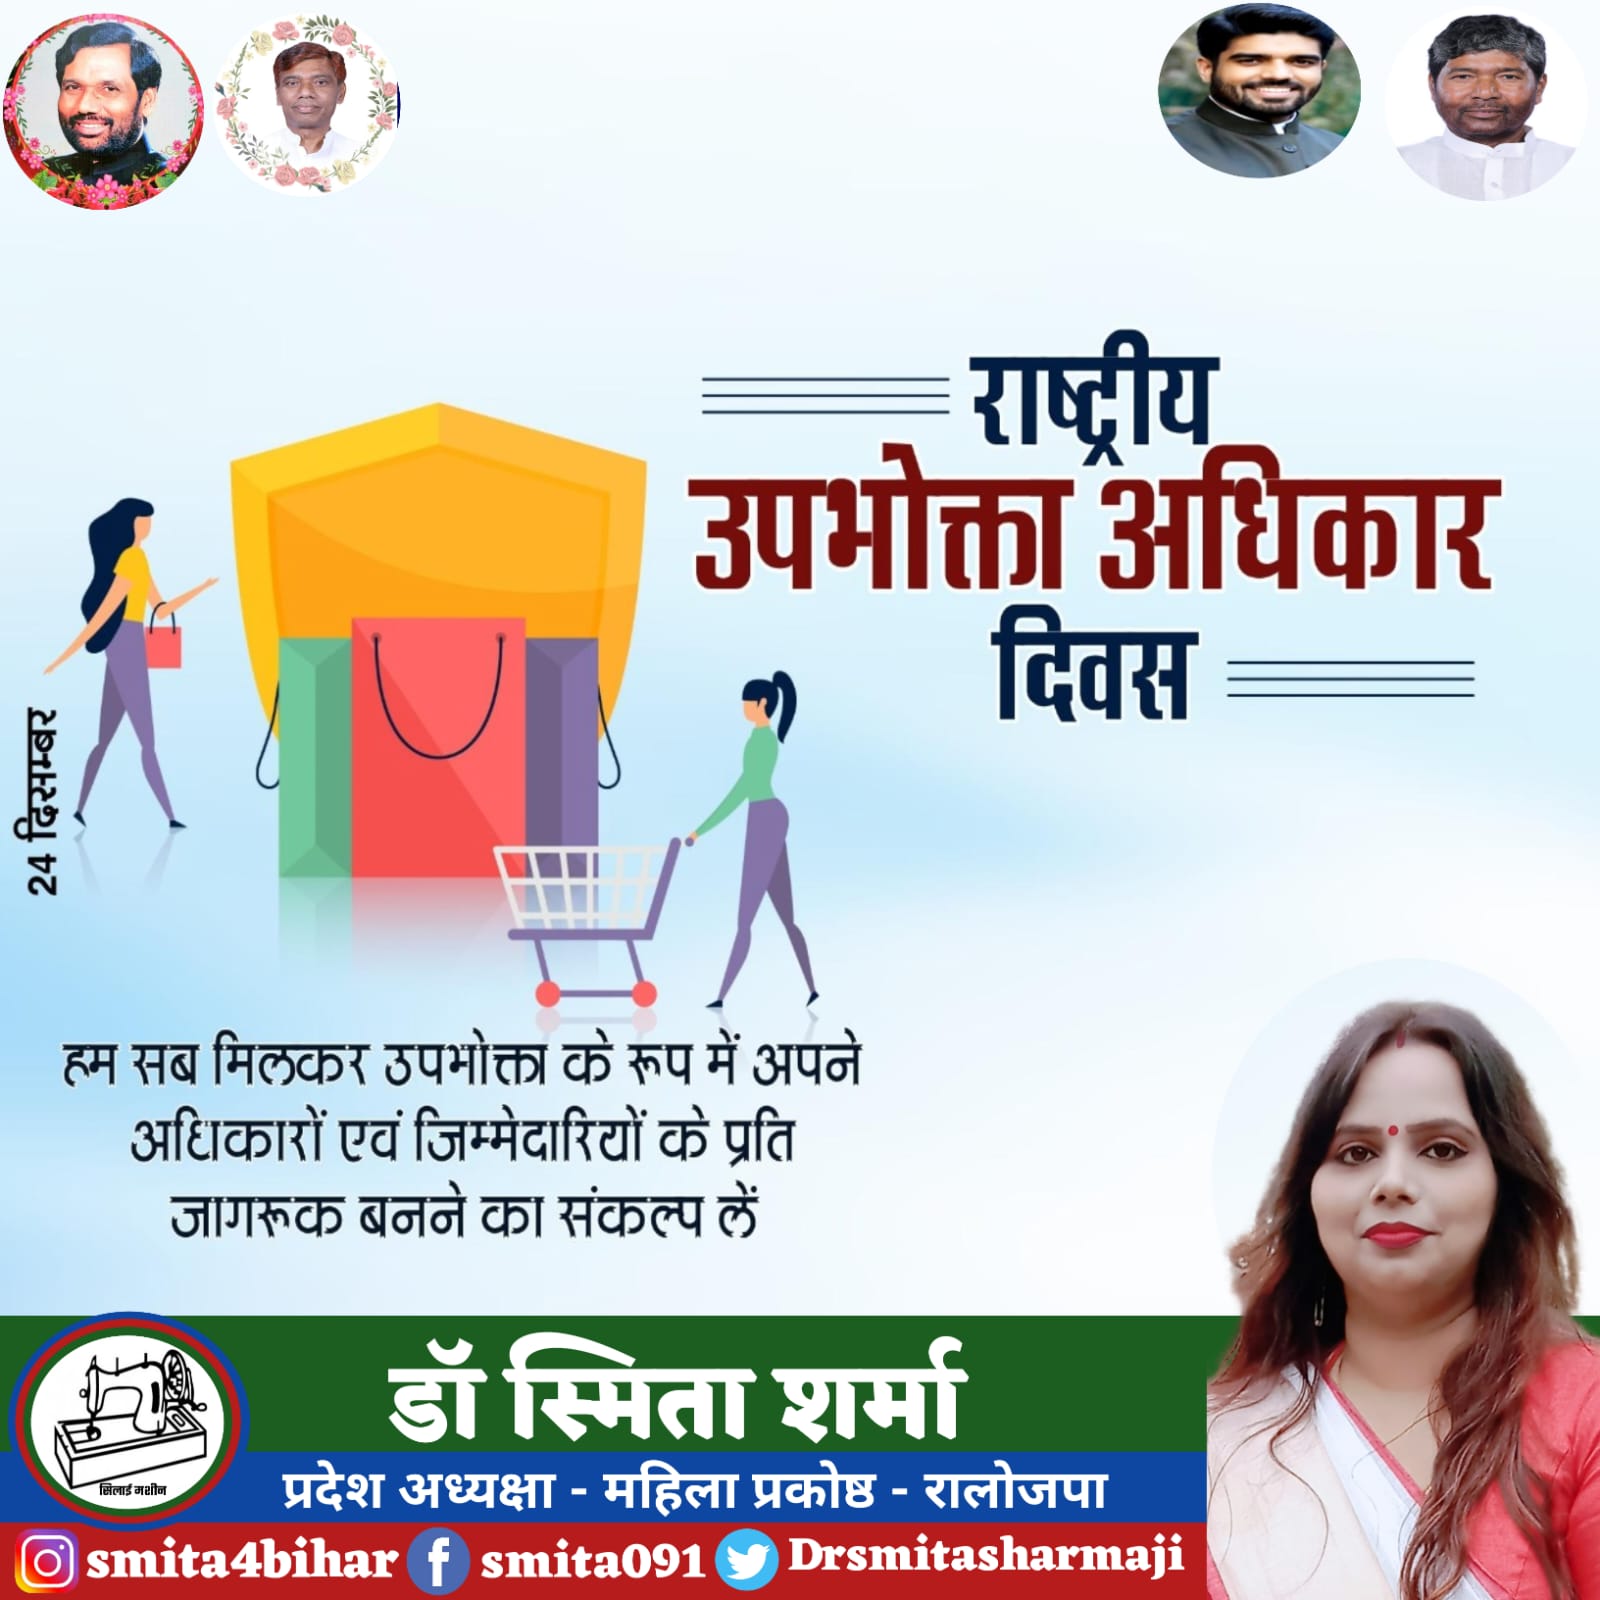 राष्ट्रीय
उपभोक्ता अधिकार
दिवस
24 दिसम्बर
हम सब मिलकर उपभोक्ता के रूप में अपने
अधिकारों एवं जिम्मेदारियों के प्रति
जागरूक बनने का संकल्प लें
डॉ स्मिता शर्मा
सिलाई मशीन
प्रदेश अध्यक्षा - महिला प्रकोष्ठ - रालोजपा
smita4bihar smita091 Drsmitasharmaji